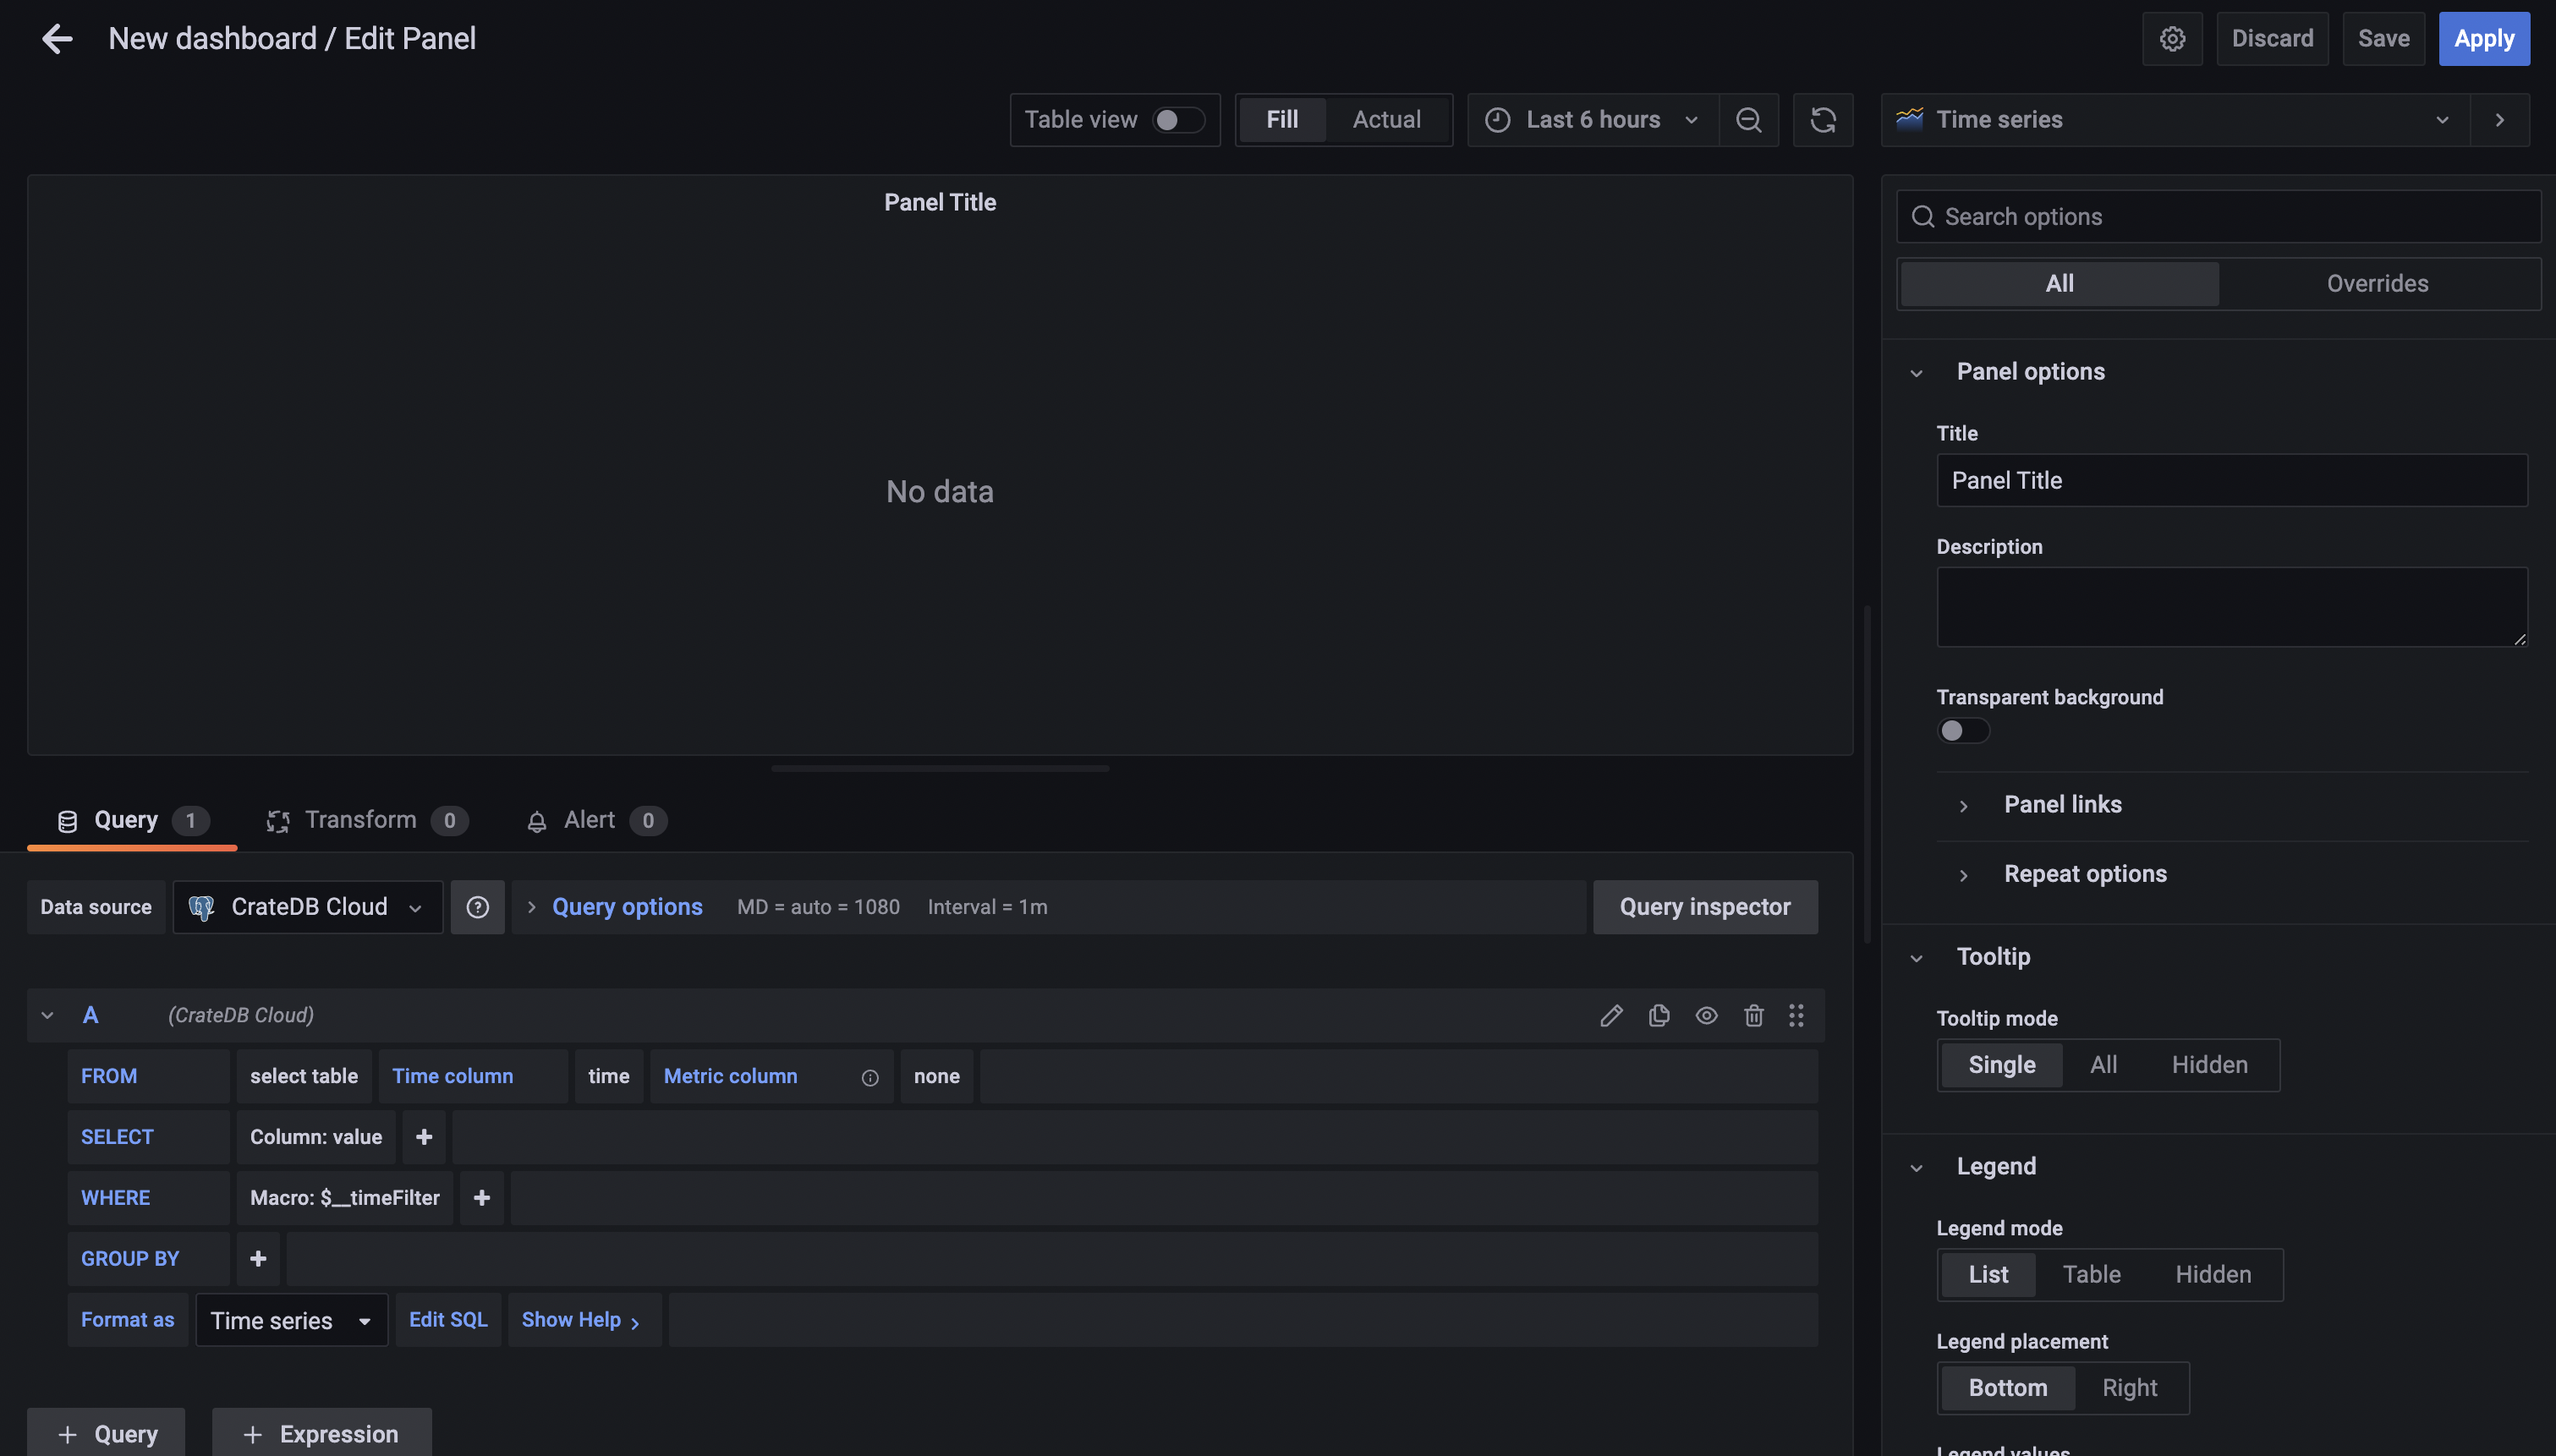 New dashboard / Edit Panel
Discard
Save
Apply
Table view
Fill
Actual
Last 6 hours
Time series
Panel Title
No data
Search options
All
Overrides
Panel options
Title
Panel Title
Description
Transparent background
Panel links
Repeat options
Tooltip
Tooltip mode
Single
All
Hidden
Legend
Legend mode
List
Table
Hidden
Legend placement
Bottom
Right
Legend values
Query 1
Transform 0
Alert 0
Data source
CrateDB Cloud
Query options
MD = auto = 1080
Interval = 1m
Query inspector
A
(CrateDB Cloud)
FROM
select table
Time column
time
Metric column
none
SELECT
Column: value
+
WHERE
Macro: $__timeFilter
+
GROUP BY
+
Format as
Time series
Edit SQL
Show Help >
+ Query
+ Expression